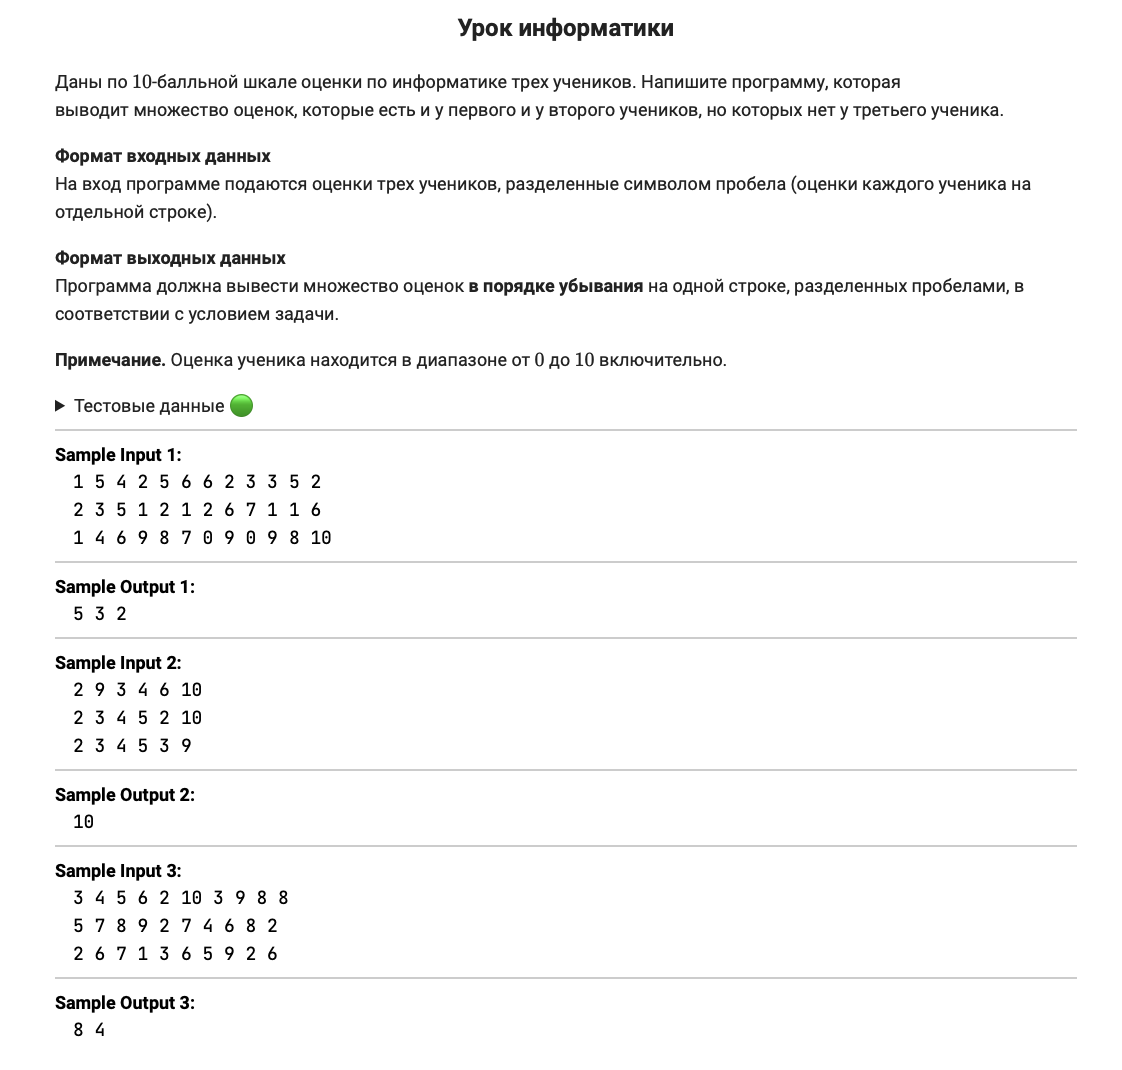 Урок информатики
Даны по 10-балльной шкале оценки по информатике трех учеников. Напишите программу, которая
выводит множество оценок, которые есть и у первого и у второго учеников, но которых нет у третьего ученика.
Формат входных данных
На вход программе подаются оценки трех учеников, разделенные символом пробела (оценки каждого ученика на
отдельной строке).
Формат выходных данных
Программа должна вывести множество оценок в порядке убывания на одной строке, разделенных пробелами, в
соответствии с условием задачи.
Примечание. Оценка ученика находится в диапазоне от 0 до 10 включительно.
Тестовые данные
Sample Input 1:
1 5 4 2 5 6 6 2 3 3 5 2
2 3 5 1 2 1 2 6 7 1 1 6
1 4 6 9 8 7 0 9 0 9 8 10
Sample Output 1:
5 3 2
Sample Input 2:
2 9 3 4 6 10
2 3 4 5 2 10
2 3 4 5 3 9
Sample Output 2:
10
Sample Input 3:
3 4 5 6 2 10 3 9 8 8
5 7 8 9 2 7 4 6 8 2
2 6 7 1 3 6 5 9 2 6
Sample Output 3:
8 4